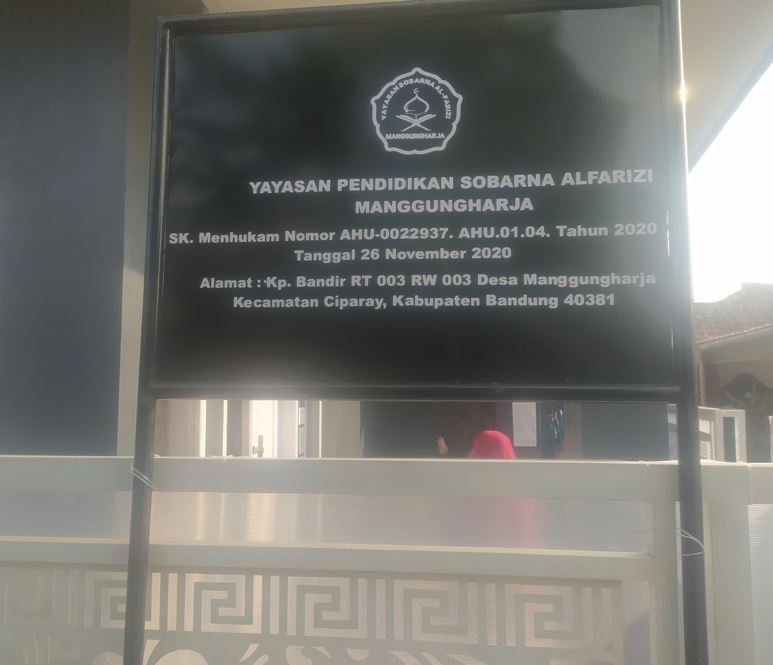 YAYASAN SOBARNA AL-FARIZI
MANGGUNGHARJA
YAYASAN PENDIDIKAN SOBARNA ALFARIZI
MANGGUNGHARJA
SK. Menhukam Nomor AHU-0022937. AHU.01.04. Tahun 2020
Tanggal 26 November 2020
Alamat : Kp. Bandir RT 003 RW 003 Desa Manggungharja
Kecamatan Ciparay, Kabupaten Bandung 40381